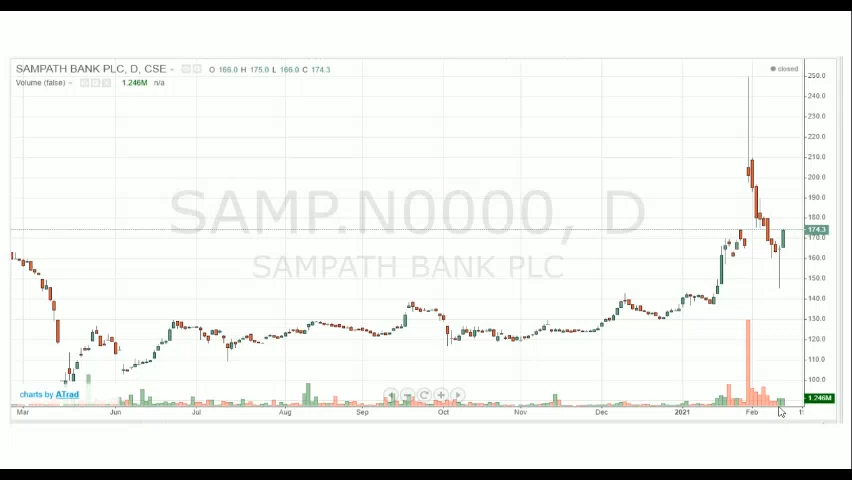 SAMPATH BANK PLC, D, CSE O 166.0 H 175.0 L 166.0 C 174.3
closed
Volume (false) 1.246M n/a
250.0
240.0
230.0
220.0
210.0
200.0
190.0
SAMP.N0000, D
180.0
174.3
170.0
SAMPATH BANK PLC
160.0
150.0
140.0
130.0
120.0
110.0
100.0
charts by ATrad
1.246M
Mar Jun Jul Aug Sep Oct Nov Dec 2021 Feb